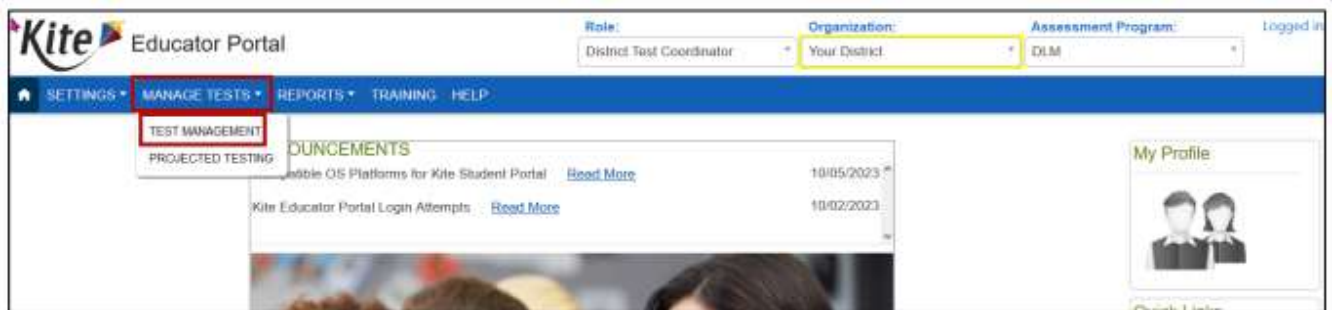 Kite Educator Portal
Role: Organization: Assessment Program: Logged in
District Test Coordinator Your District DLM
SETTINGS MANAGE TESTS REPORTS TRAINING HELP
TEST MANAGEMENT
PROJECTED TESTING
OUNCEMENTS
patible OS Platforms for Kite Student Portal Read More 10/05/2023
Kite Educator Portal Login Attempts Read More 10/02/2023
My Profile
Quick Links